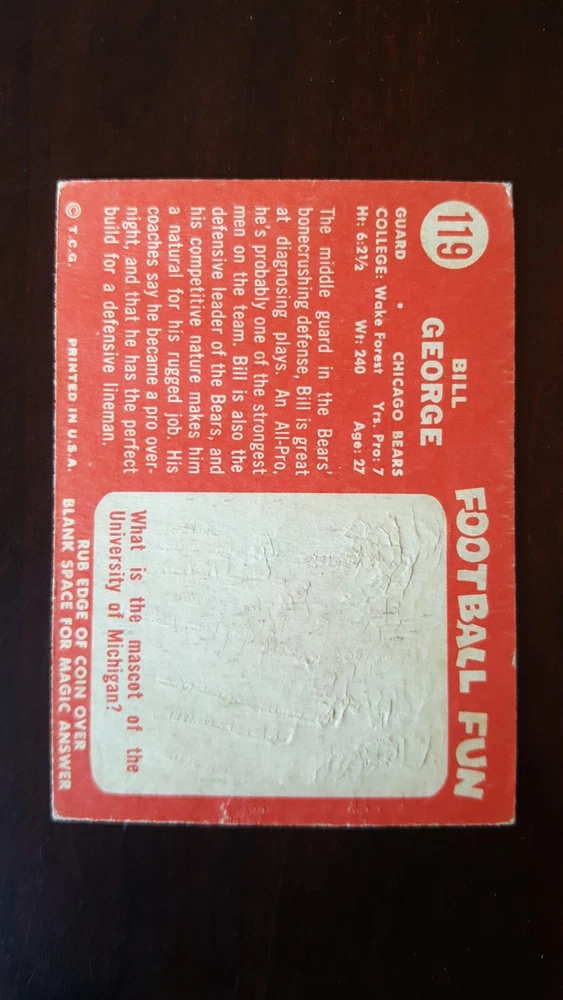 119
BILL
GEORGE
GUARD • CHICAGO BEARS
COLLEGE: Wake Forest Yrs. Pro: 7
Ht: 6:2½ Wt: 240 Age: 27
The middle guard in the Bears'
bonecrushing defense, Bill is great
at diagnosing plays. An All-Pro,
he's probably one of the strongest
men on the team. Bill is also the
defensive leader of the Bears, and
his competitive nature makes him
a natural for his rugged job. His
coaches say he became a pro over-
night, and that he has the perfect
build for a defensive lineman.
© T.C.G. PRINTED IN U.S.A.
FOOTBALL FUN
What is the mascot of the
University of Michigan?
RUB EDGE OF COIN OVER
BLANK SPACE FOR MAGIC ANSWER